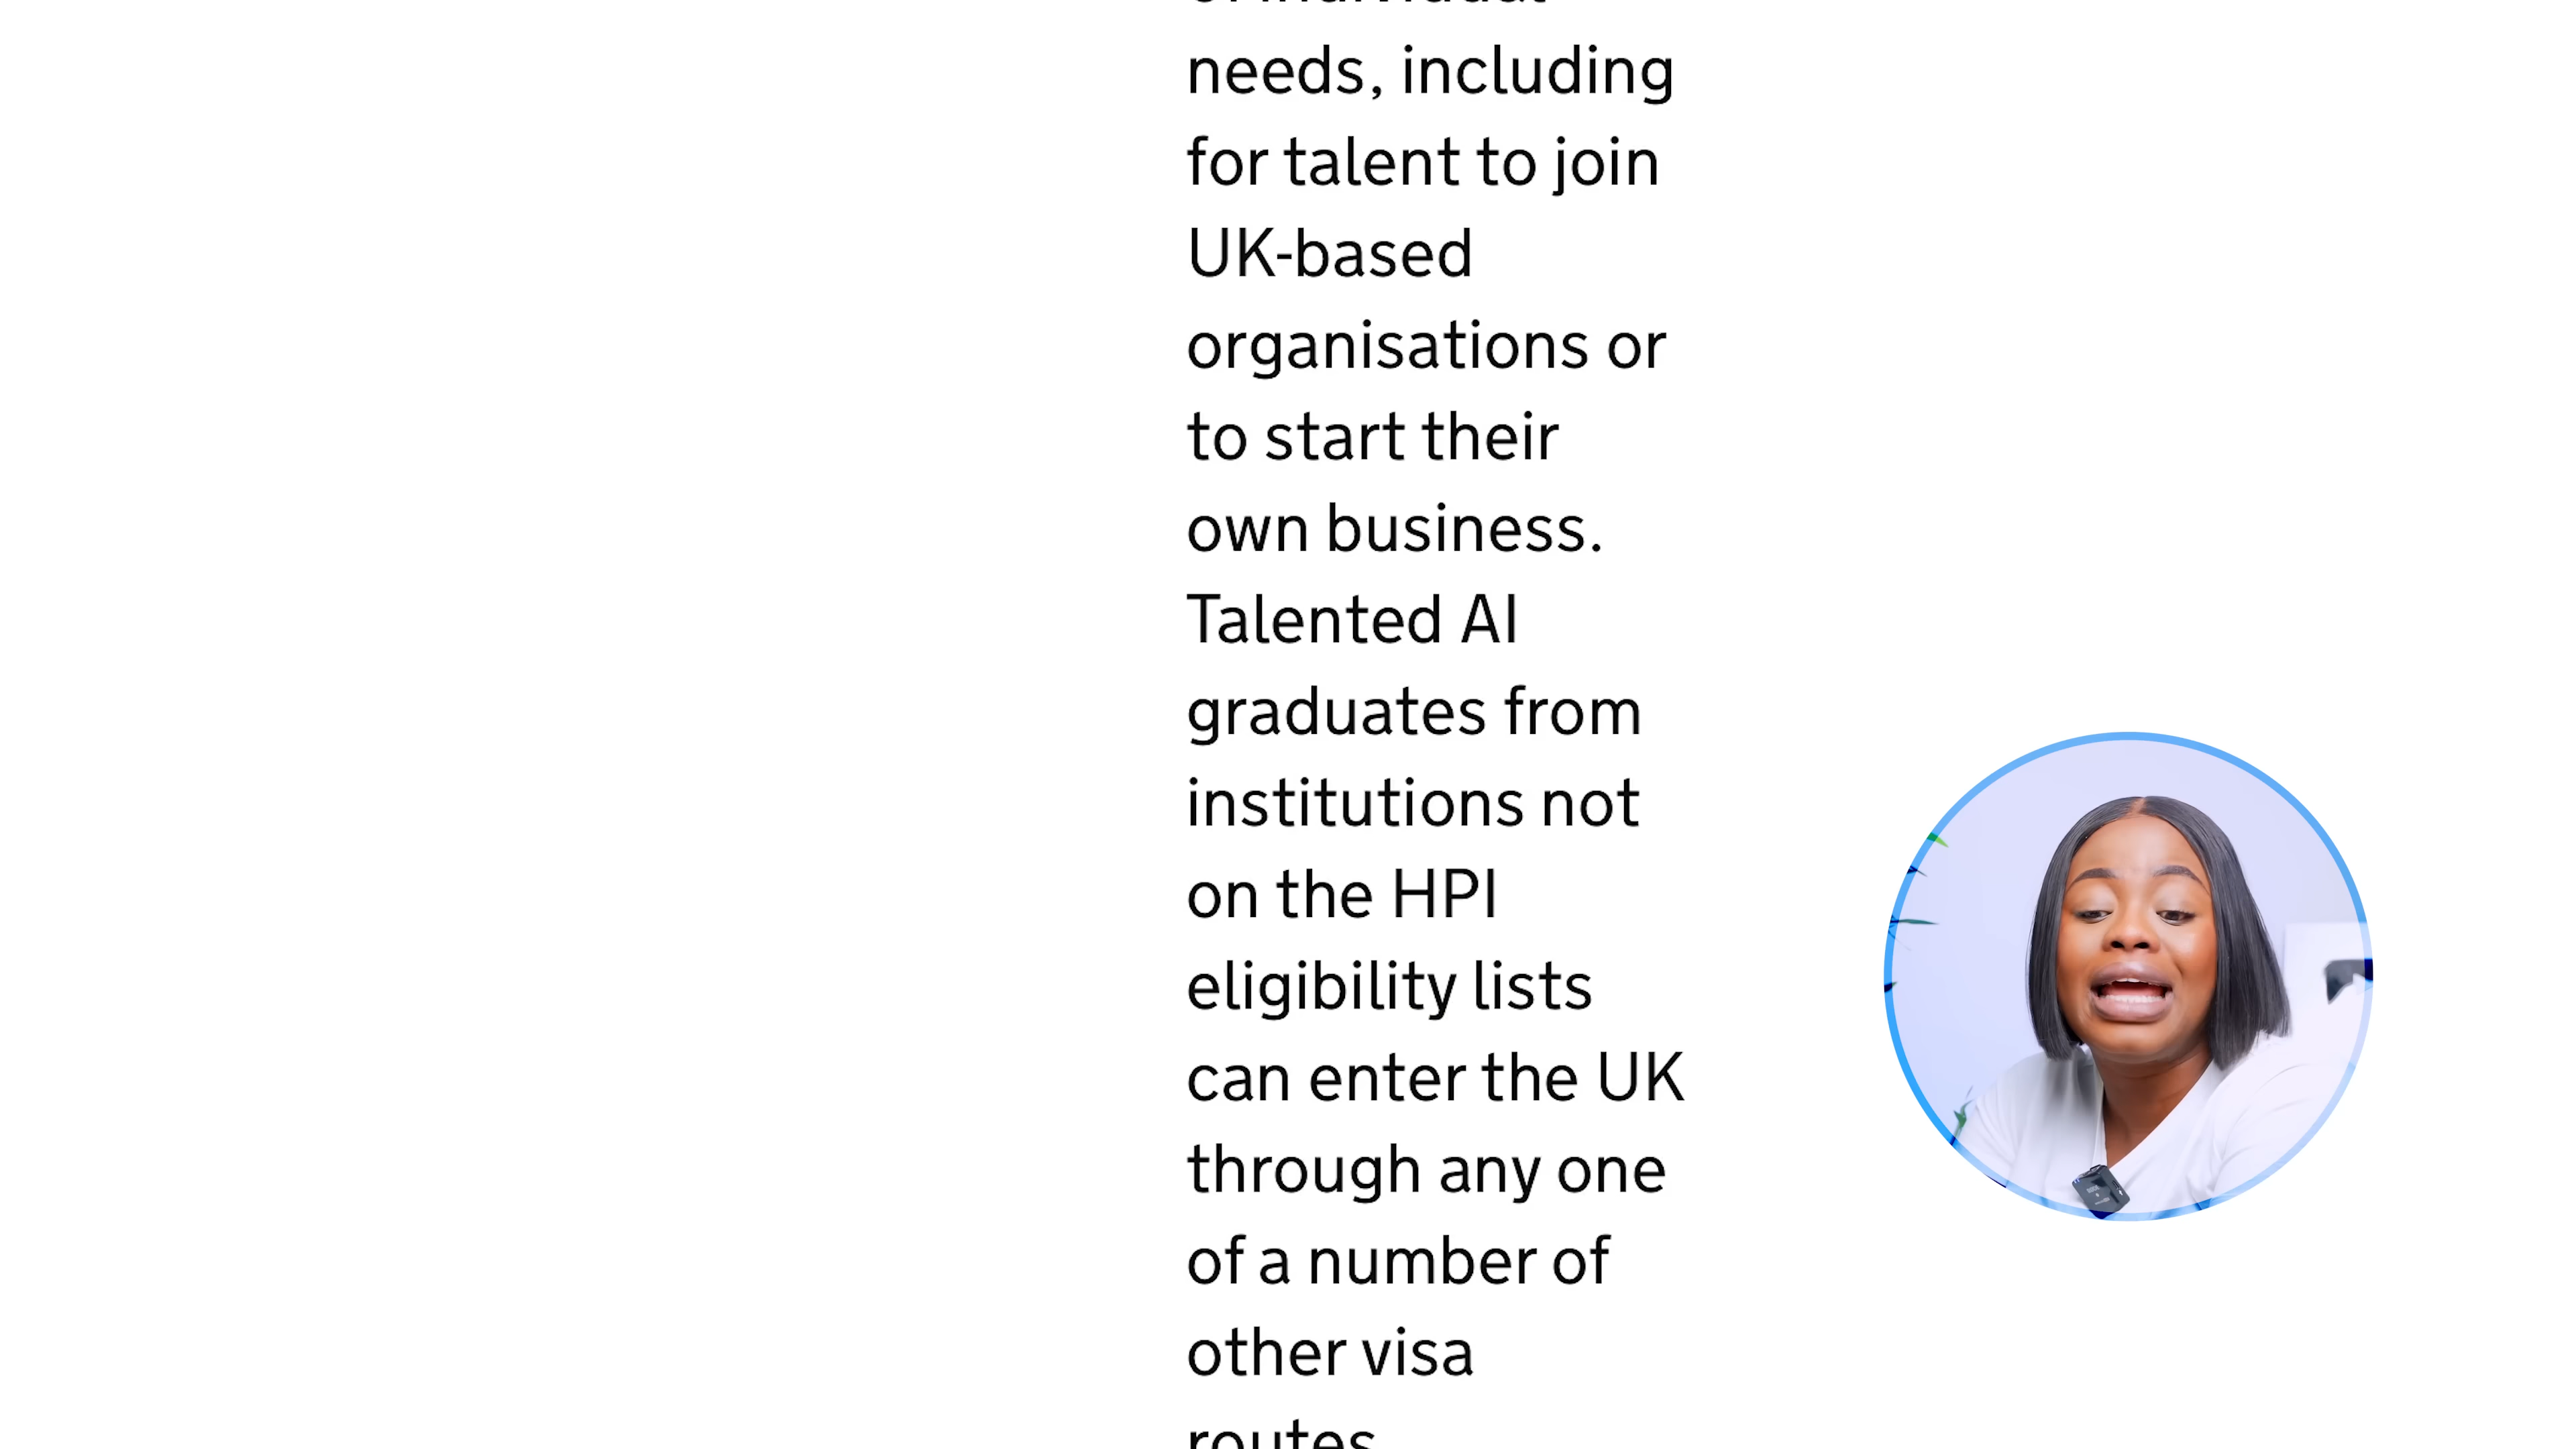 needs, including
for talent to join
UK-based
organisations or
to start their
own business.
Talented AI
graduates from
institutions not
on the HPI
eligibility lists
can enter the UK
through any one
of a number of
other visa
routes